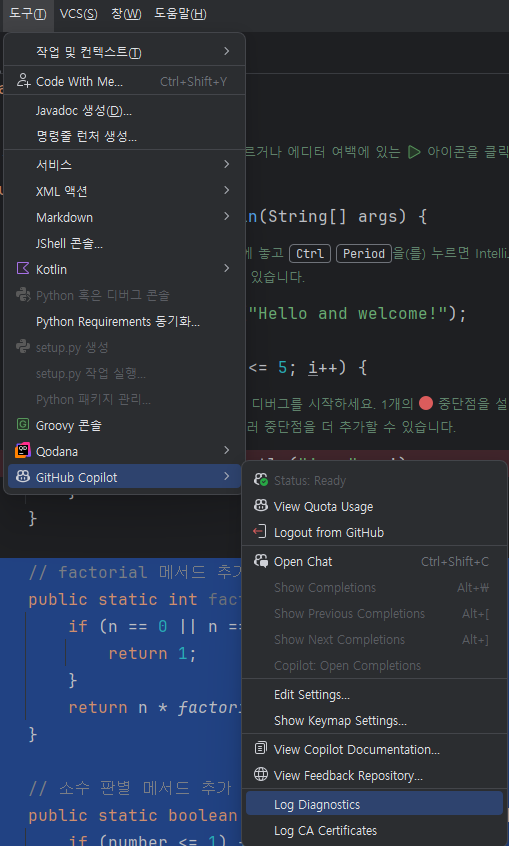 도구(T) VCS(S) 창(W) 도움말(H)
작업 및 컨텍스트(T)
Code With Me... Ctrl+Shift+Y
Javadoc 생성(D)...
명령줄 런처 생성...
르거나 에디터 여백에 있는 아이콘을 클릭
서비스
XML 액션
Markdown
(String[] args) {
JShell 콘솔...
놓고 Ctrl Period 을(를) 누르면 Intelli
Kotlin
있습니다.
Python 혹은 디버그 콘솔
Python Requirements 동기화...
"Hello and welcome!");
setup.py 생성
<= 5; i++) {
setup.py 작업 실행...
Python 패키지 관리...
디버그를 시작하세요. 1개의 중단점을 설
Groovy 콘솔
러 중단점을 더 추가할 수 있습니다.
Qodana
GitHub Copilot
Status: Ready
View Quota Usage
Logout from GitHub
Open Chat Ctrl+Shift+C
Show Completions Alt+₩
Show Previous Completions Alt+[
Show Next Completions Alt+]
Copilot: Open Completions
Edit Settings...
Show Keymap Settings...
View Copilot Documentation...
View Feedback Repository...
Log Diagnostics
Log CA Certificates
}
}
// factorial 메서드 추가
public static int fact
if (n == 0 || n ==
return 1;
}
return n * factori
}
// 소수 판별 메서드 추가
public static boolean
if (number <= 1)